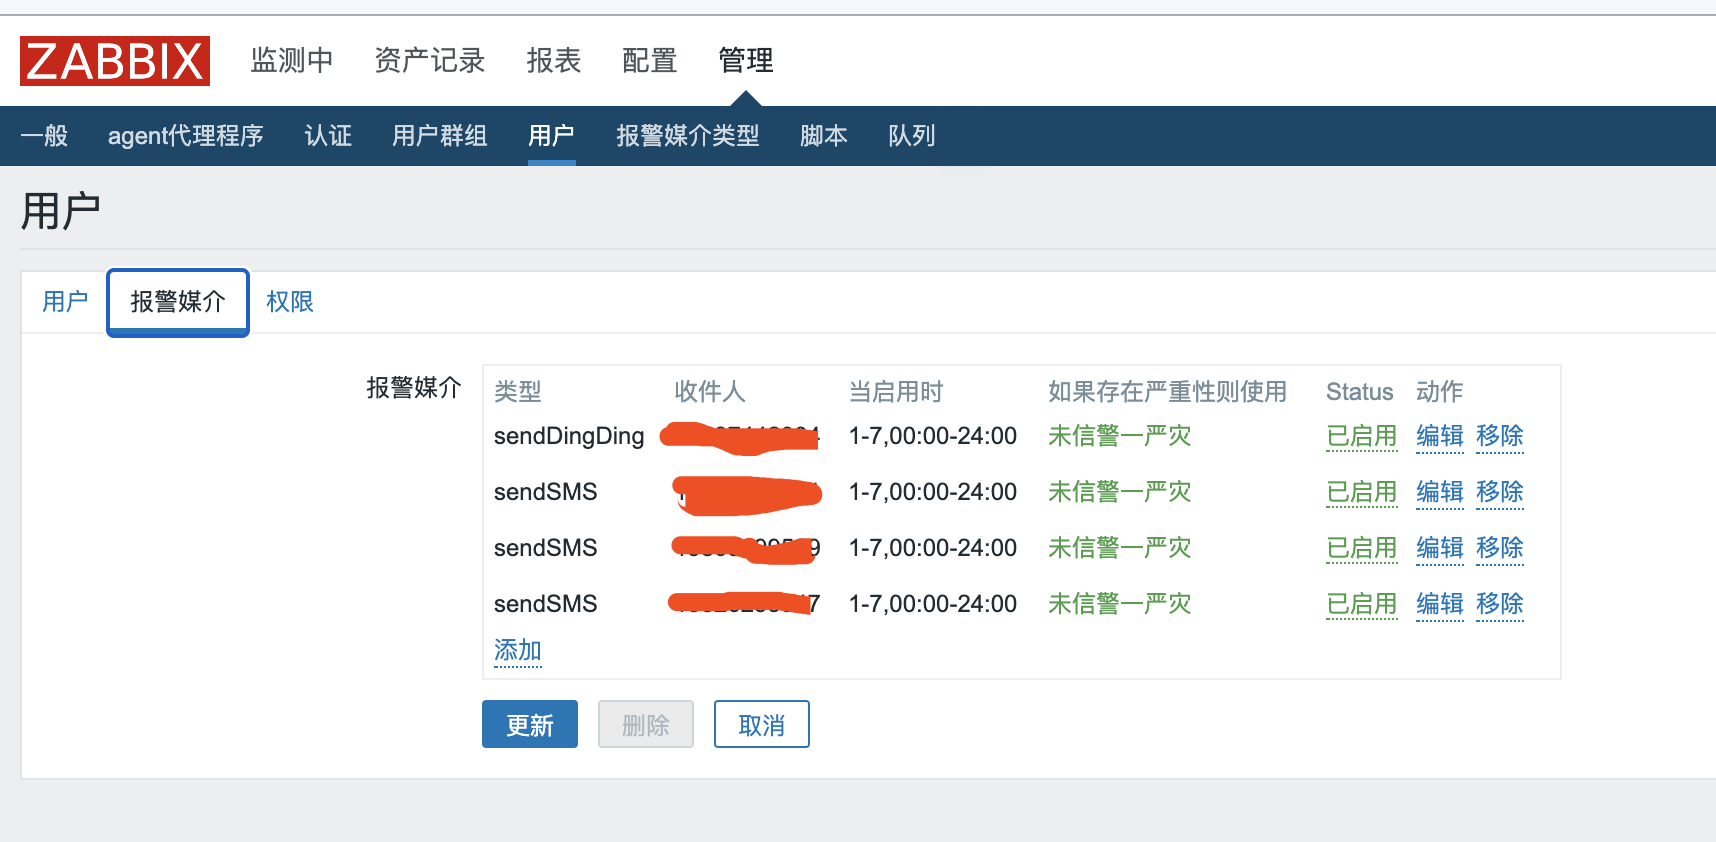 ZABBIX 监测中 资产记录 报表 配置 管理
一般 agent代理程序 认证 用户群组 用户 报警媒介类型 脚本 队列
用户
用户 报警媒介 权限
报警媒介 类型 收件人 当启用时 如果存在严重性则使用 Status 动作
sendDingDing 1-7,00:00-24:00 未信警一严灾 已启用 编辑 移除
sendSMS 1-7,00:00-24:00 未信警一严灾 已启用 编辑 移除
sendSMS 1-7,00:00-24:00 未信警一严灾 已启用 编辑 移除
sendSMS 1-7,00:00-24:00 未信警一严灾 已启用 编辑 移除
添加
更新 删除 取消